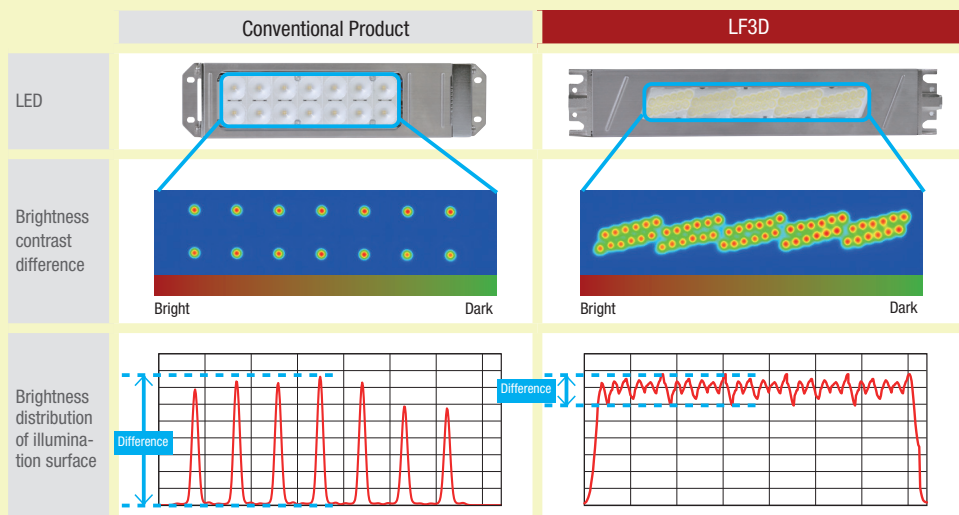 Conventional Product
LF3D
LED
Brightness
contrast
difference
Bright
Dark
Bright
Dark
Brightness
distribution
of illumina-
tion surface
Difference
Difference